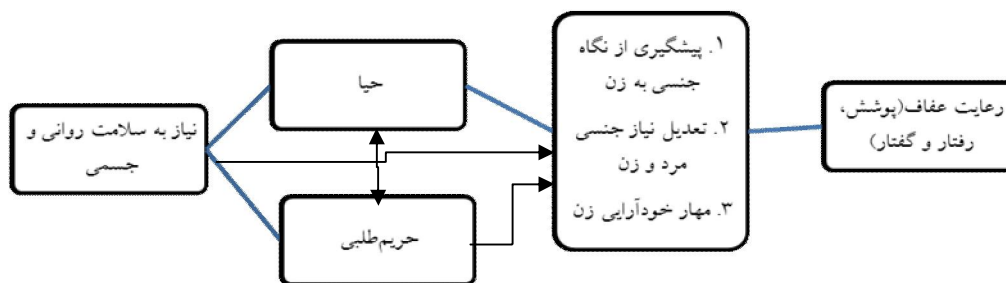 نیاز به سلامت روانی و
جسمی
حیا
حریم‌طلبی
۱. پیشگیری از نگاه
جنسی به زن
۲. تعدیل نیاز جنسی
مرد و زن
۳. مهار خودآرایی زن
رعایت عفاف(پوشش،
رفتار و گفتار)